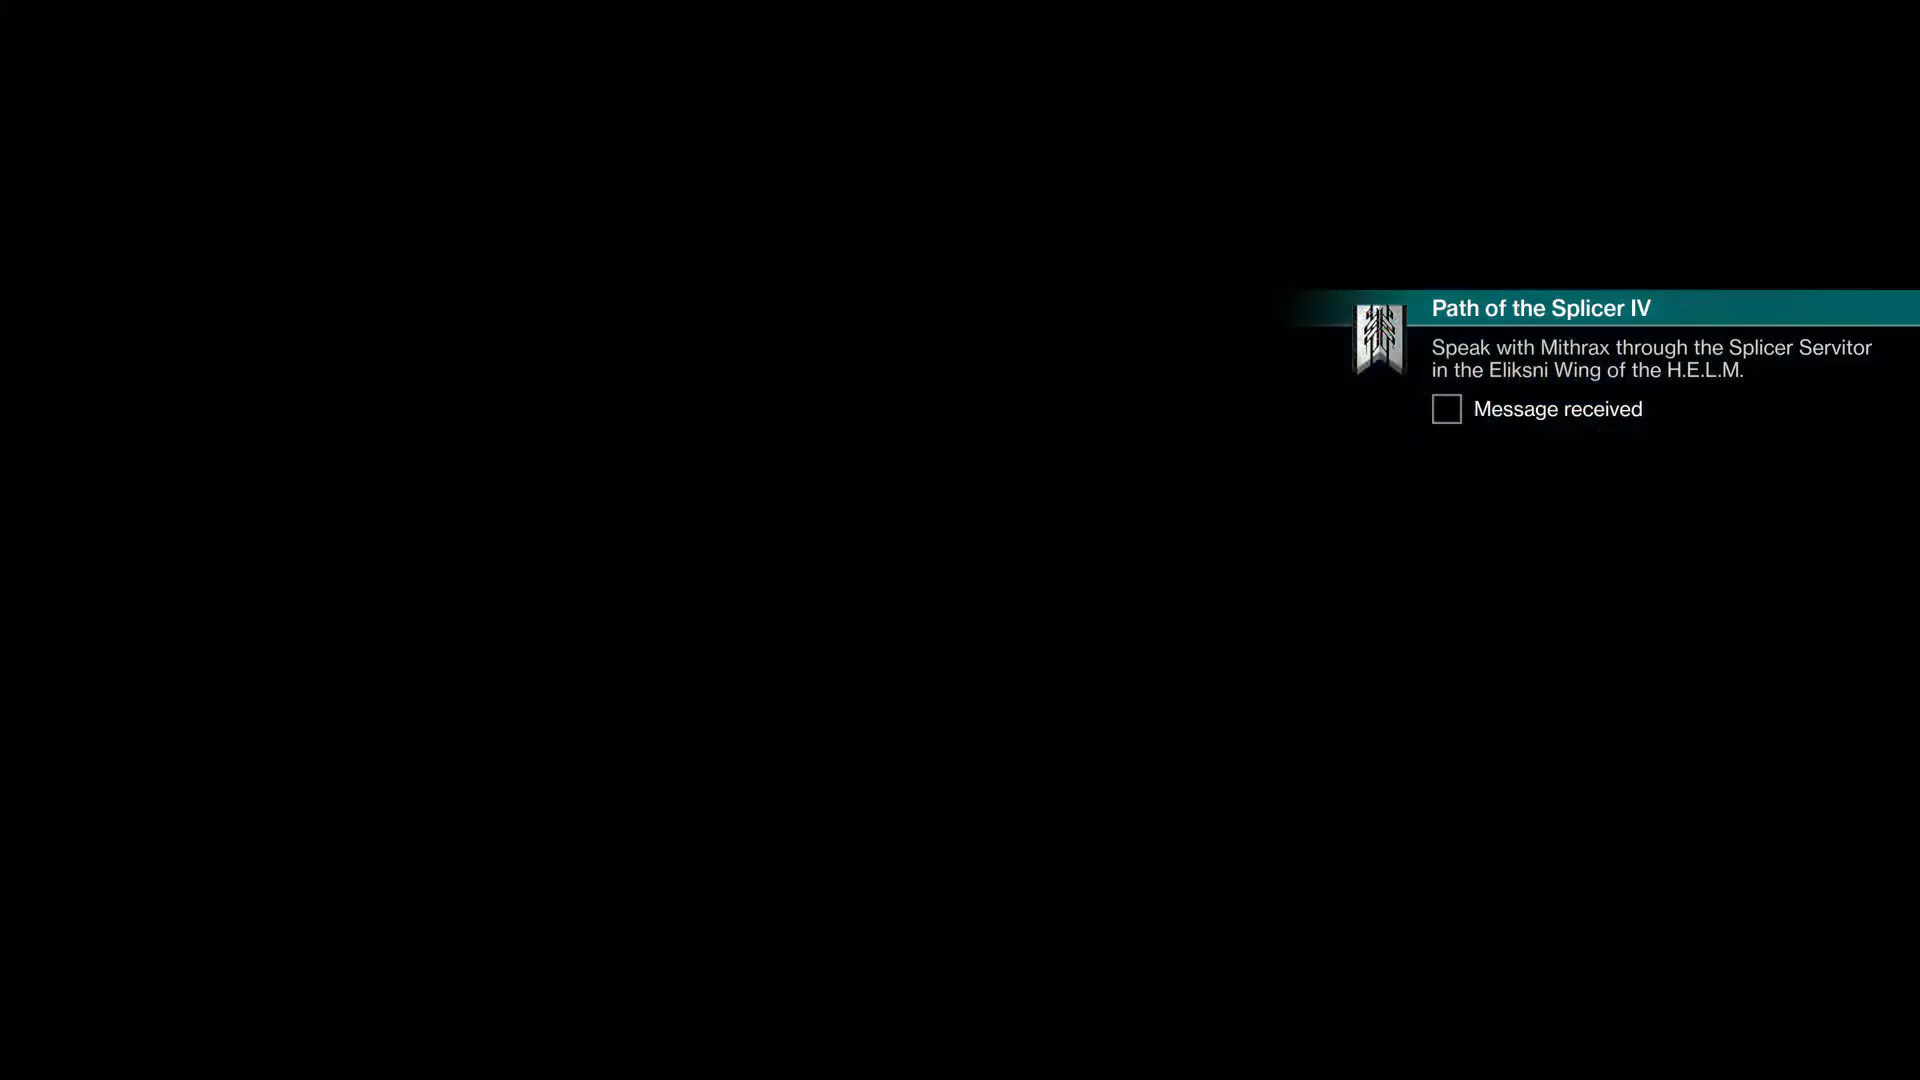 Path of the Splicer IV
Speak with Mithrax through the Splicer Servitor
in the Eliksni Wing of the H.E.L.M.
Message received